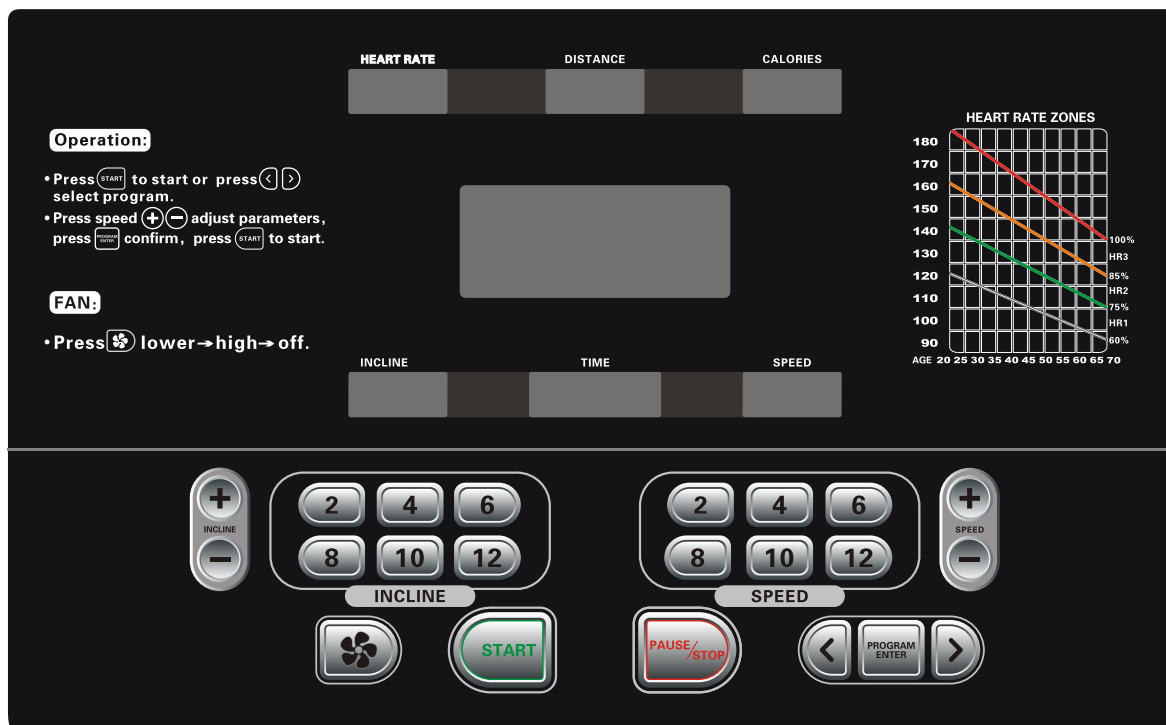 HEART RATE DISTANCE CALORIES
Operation:
•Press START to start or press < >
select program.
•Press speed + − adjust parameters,
press PROGRAM ENTER confirm, press START to start.
FAN:
•Press lower→high→off.
HEART RATE ZONES
180
170
160
150
140
130
120
110
100
90
100%
HR3
85%
HR2
75%
HR1
60%
AGE 20 25 30 35 40 45 50 55 60 65 70
INCLINE TIME SPEED
+
INCLINE
−
2 4 6
8 10 12
INCLINE
2 4 6
8 10 12
SPEED
+
SPEED
−
START
PAUSE/STOP
< PROGRAM
ENTER >